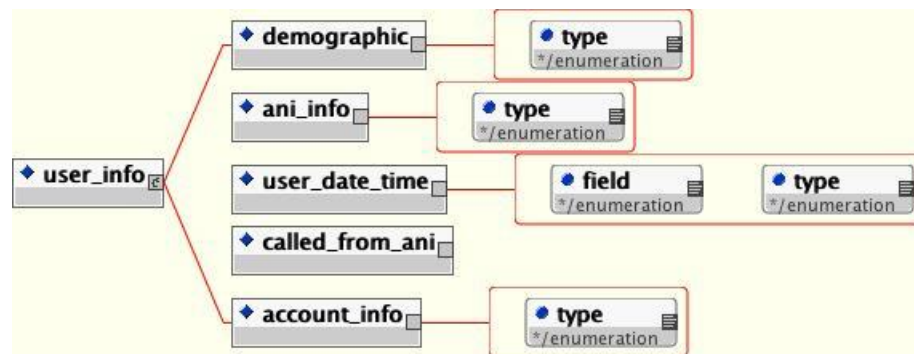 demographic
type
*/enumeration
ani_info
type
*/enumeration
user_info
user_date_time
field
*/enumeration
type
*/enumeration
called_from_ani
account_info
type
*/enumeration